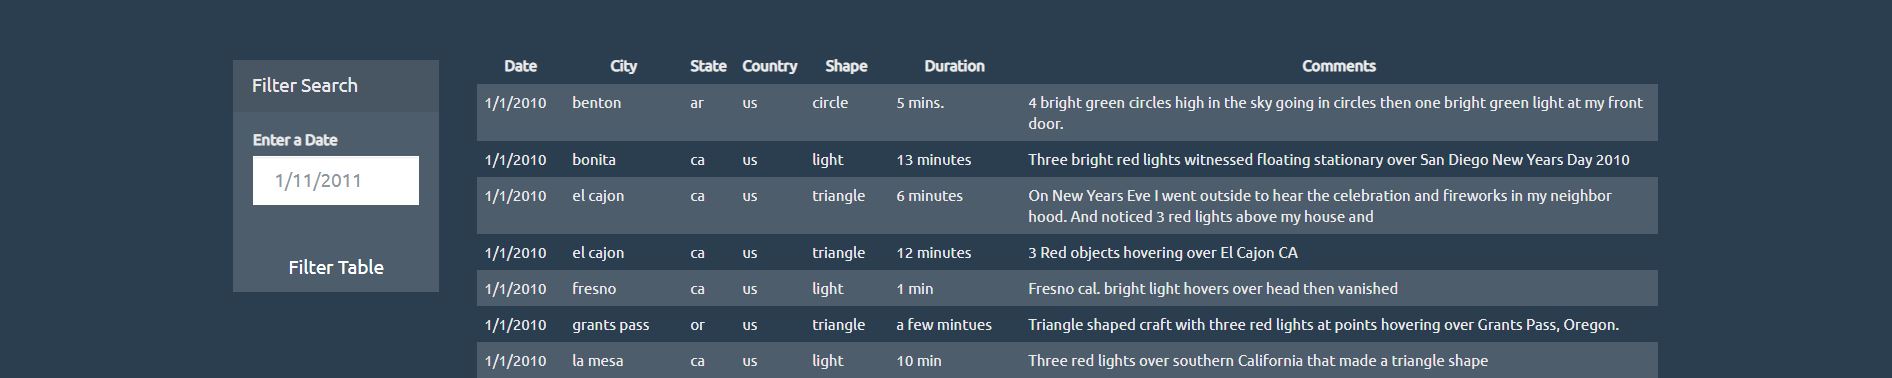 Filter Search
Enter a Date
1/11/2011
Filter Table
Date City State Country Shape Duration Comments
1/1/2010 benton ar us circle 5 mins. 4 bright green circles high in the sky going in circles then one bright green light at my front
door.
1/1/2010 bonita ca us light 13 minutes Three bright red lights witnessed floating stationary over San Diego New Years Day 2010
1/1/2010 el cajon ca us triangle 6 minutes On New Years Eve I went outside to hear the celebration and fireworks in my neighbor
hood. And noticed 3 red lights above my house and
1/1/2010 el cajon ca us triangle 12 minutes 3 Red objects hovering over El Cajon CA
1/1/2010 fresno ca us light 1 min Fresno cal. bright light hovers over head then vanished
1/1/2010 grants pass or us triangle a few mintues Triangle shaped craft with three red lights at points hovering over Grants Pass, Oregon.
1/1/2010 la mesa ca us light 10 min Three red lights over southern California that made a triangle shape